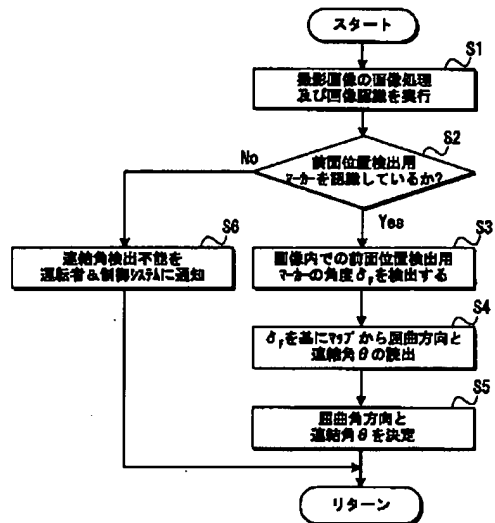 スタート
S1
撮影画像の画像処理
及び画像認識を実行
S2
前面位置検出用
マーカーを認識しているか?
No
Yes
S6
連結角検出不能を
運転者&制御システムに通知
S3
画像内での前面位置検出用
マーカーの角度δFを検出する
S4
δFを基にマップから屈曲方向と
連結角θの読出
S5
屈曲角方向と
連結角θを決定
リターン